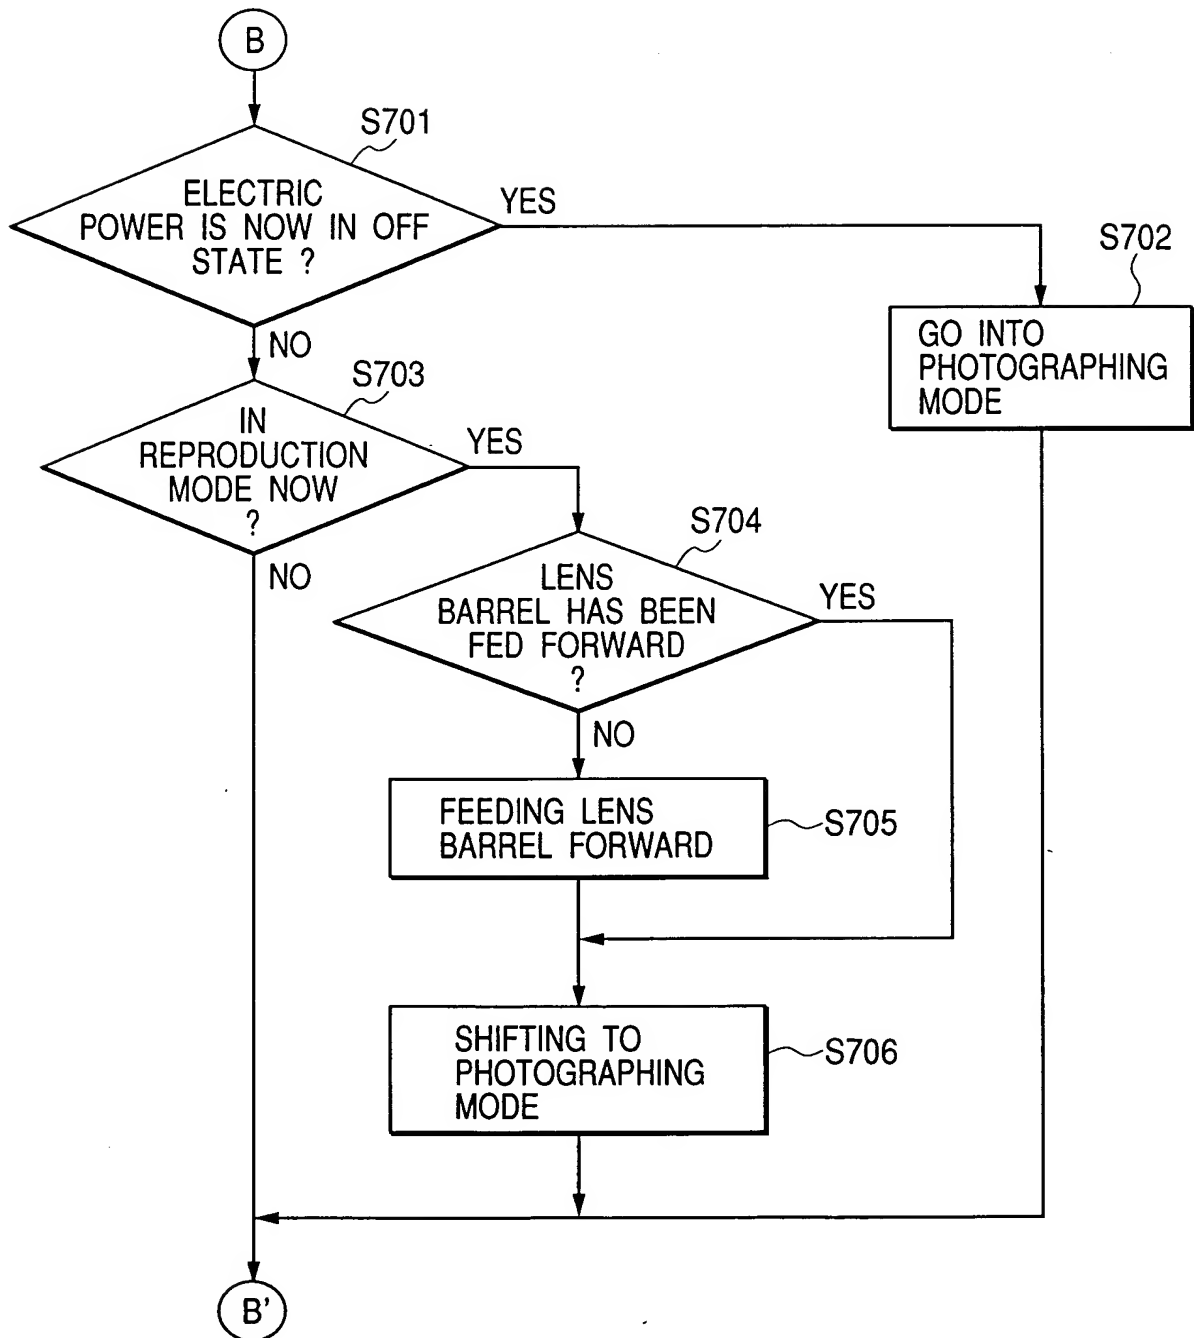 B
S701
ELECTRIC
POWER IS NOW IN OFF
STATE ?
YES
NO
S702
GO INTO
PHOTOGRAPHING
MODE
S703
IN
REPRODUCTION
MODE NOW
?
YES
NO
S704
LENS
BARREL HAS BEEN
FED FORWARD
?
YES
NO
FEEDING LENS
BARREL FORWARD
S705
SHIFTING TO
PHOTOGRAPHING
MODE
S706
B'